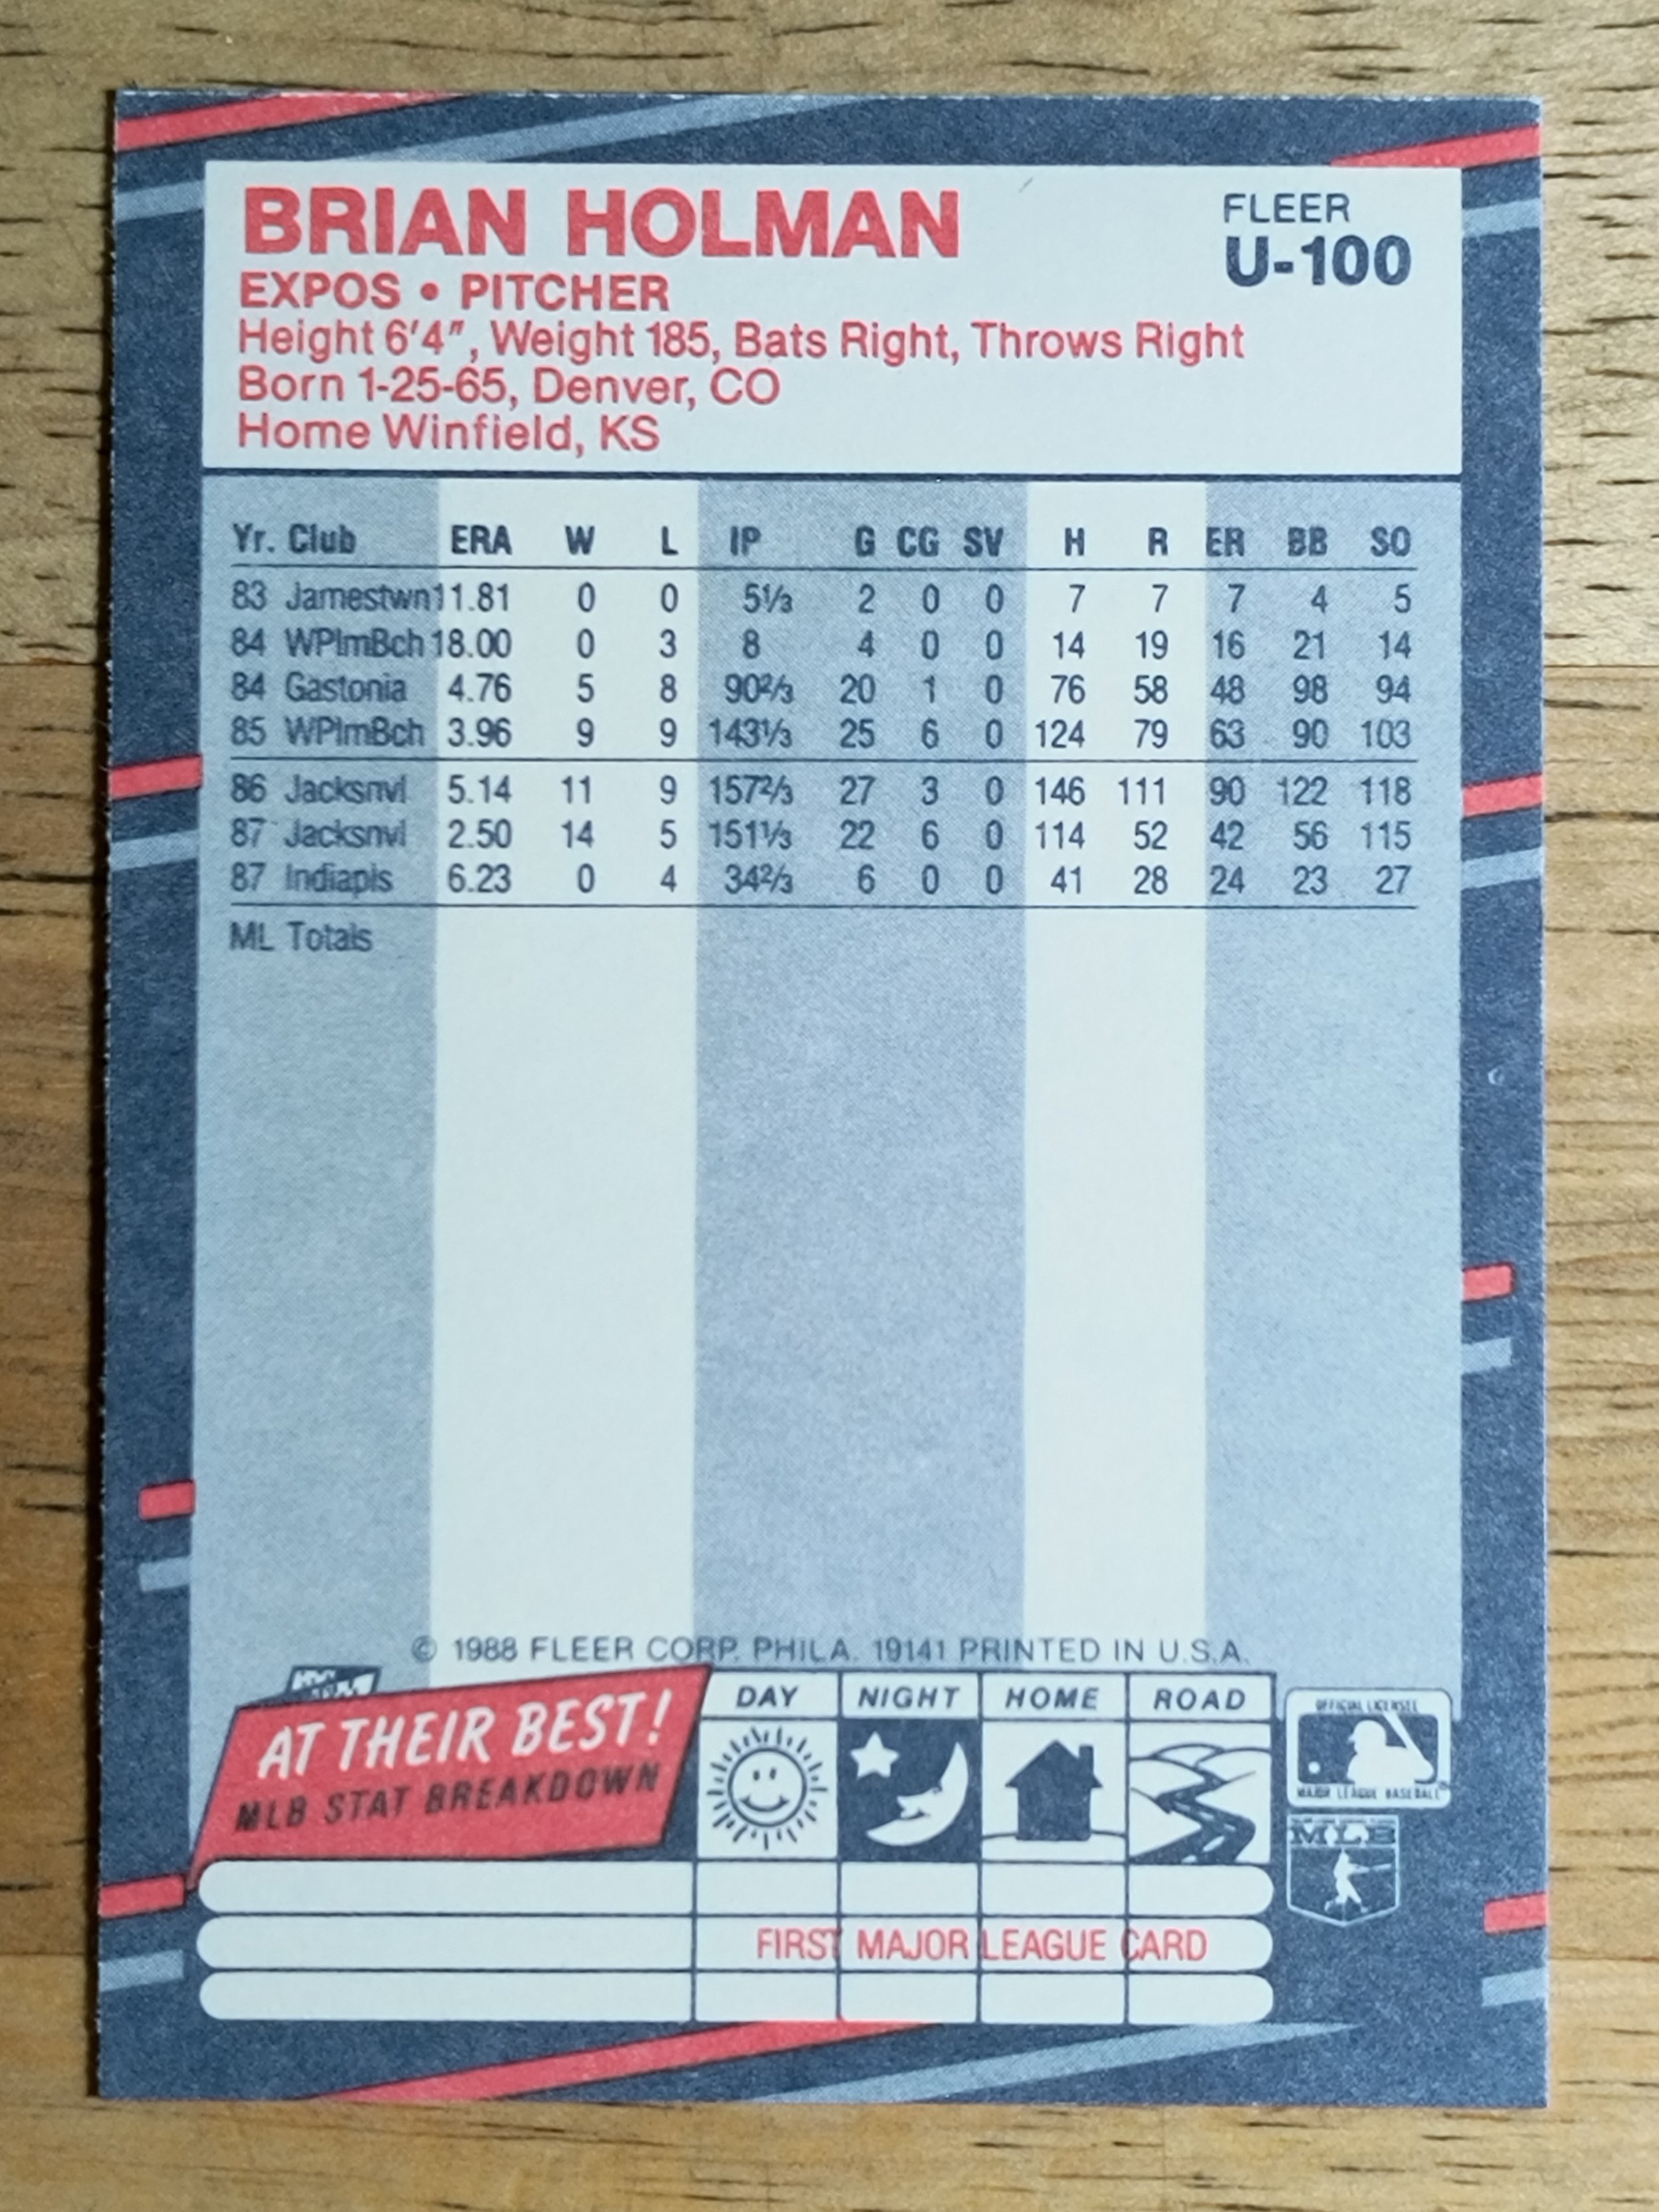 BRIAN HOLMAN
FLEER
U-100
EXPOS • PITCHER
Height 6'4", Weight 185, Bats Right, Throws Right
Born 1-25-65, Denver, CO
Home Winfield, KS
Yr. Club ERA W L IP G CG SV H R ER BB SO
83 Jamestwn 11.81 0 0 5⅓ 2 0 0 7 7 7 4 5
84 WPlmBch 18.00 0 3 8 4 0 0 14 19 16 21 14
84 Gastonia 4.76 5 8 90⅔ 20 1 0 76 58 48 98 94
85 WPlmBch 3.96 9 9 143⅓ 25 6 0 124 79 63 90 103
86 Jacksnvl 5.14 11 9 157⅔ 27 3 0 146 111 90 122 118
87 Jacksnvl 2.50 14 5 151⅓ 22 6 0 114 52 42 56 115
87 Indiapls 6.23 0 4 34⅔ 6 0 0 41 28 24 23 27
ML Totals
© 1988 FLEER CORP. PHILA. 19141 PRINTED IN U.S.A.
AT THEIR BEST!
MLB STAT BREAKDOWN
DAY NIGHT HOME ROAD
OFFICIAL LICENSEE
MAJOR LEAGUE BASEBALL
MLB
FIRST MAJOR LEAGUE CARD